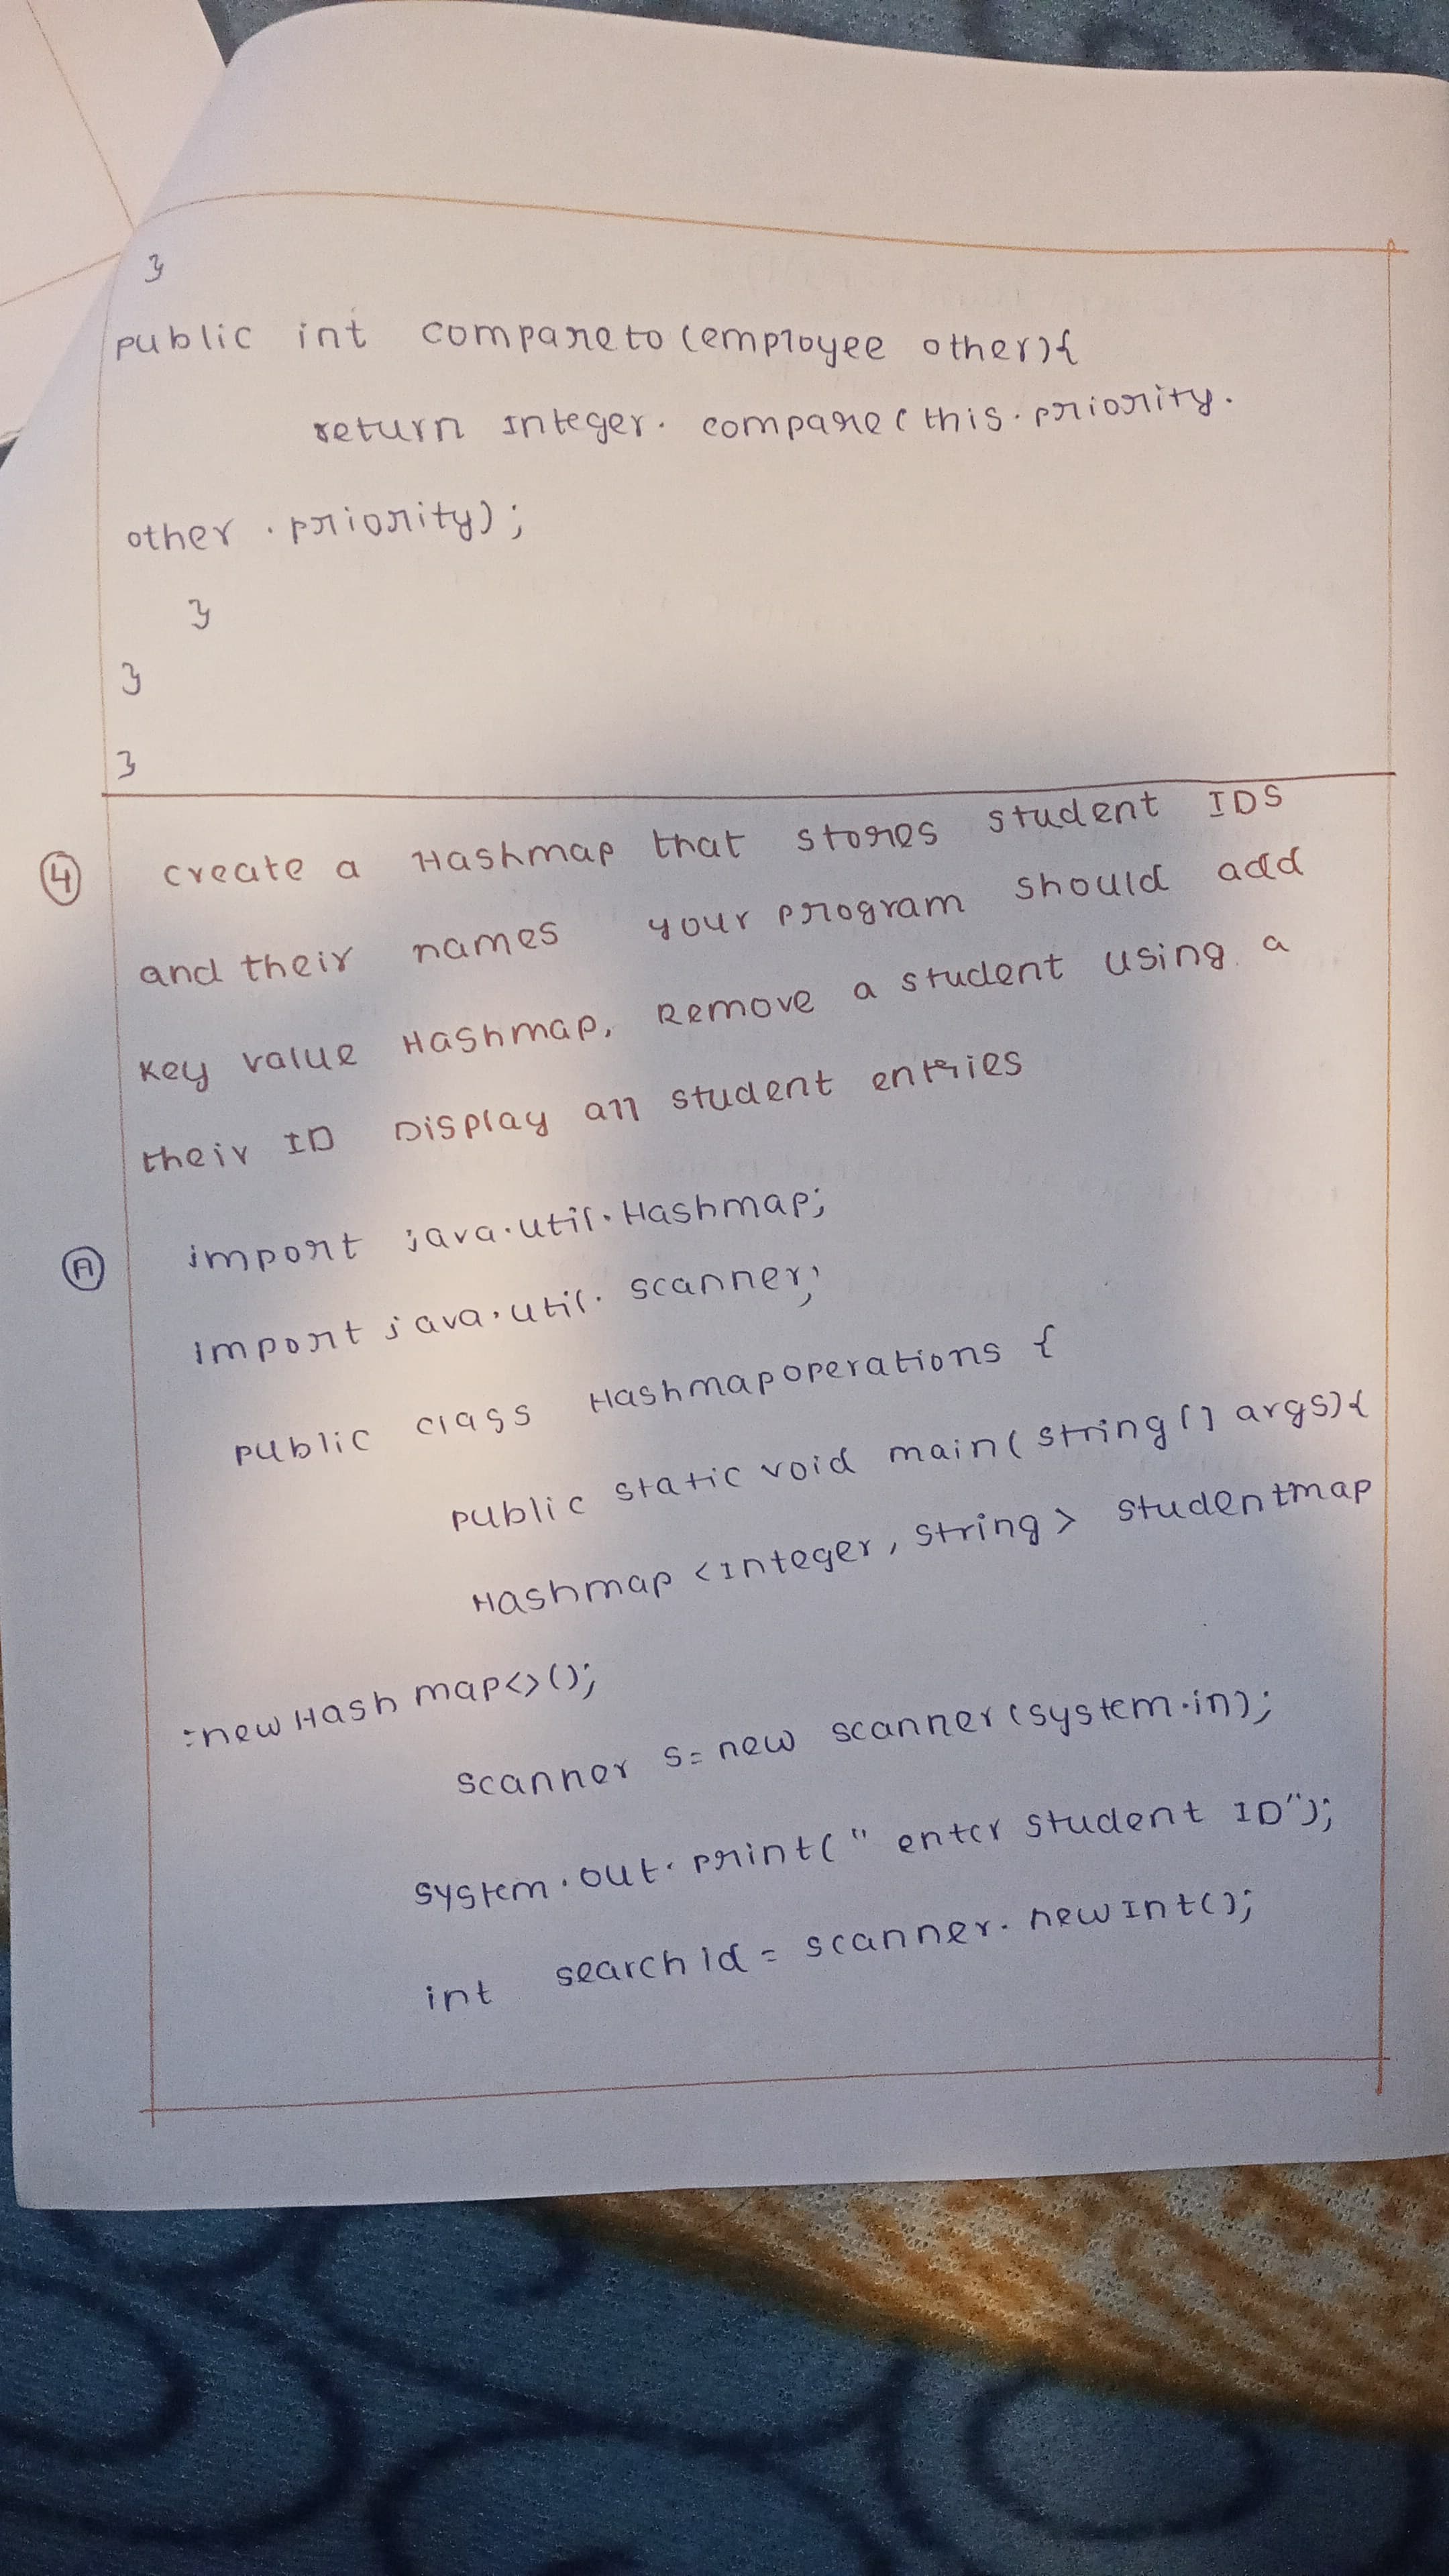 }
public int compareto (employee other){
return Integer. compare( this. priority.
other . priority);
}
}
}
4 create a Hashmap that stores student IDS
and their names your program should add
key value Hashmap, Remove a student using a
their ID Display all student entries
A import java.util.Hashmap;
import java.util. scanner;
public class Hashmapoperations {
public static void main( string [] args){
Hashmap <Integer, string> studentmap
=new Hash map<>();
scanner s= new scanner (system.in);
system.out.print(" enter student ID");
int search id = scanner. new Int();